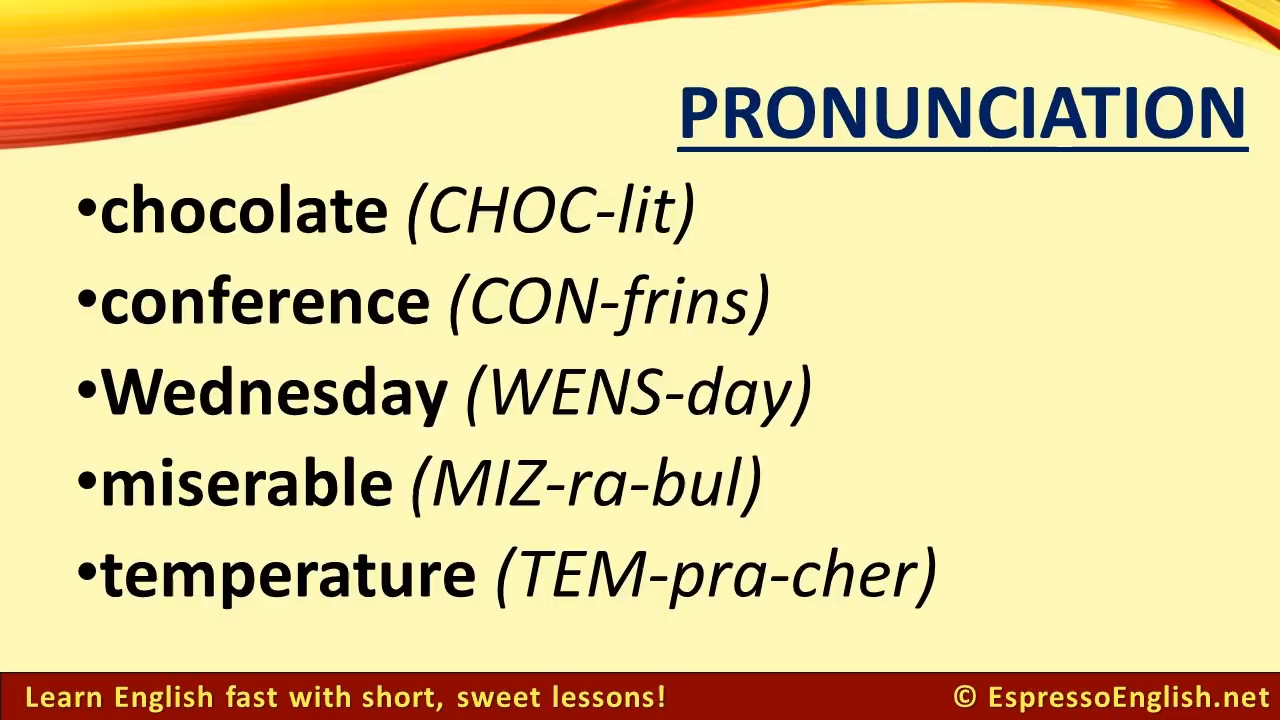 PRONUNCIATION
•chocolate (CHOC-lit)
•conference (CON-frins)
•Wednesday (WENS-day)
•miserable (MIZ-ra-bul)
•temperature (TEM-pra-cher)
Learn English fast with short, sweet lessons! © EspressoEnglish.net